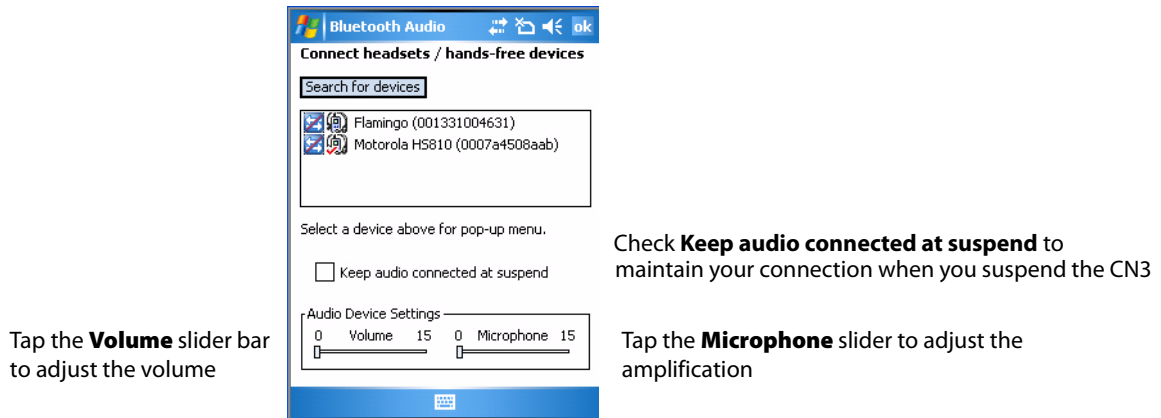 Bluetooth Audio ok
Connect headsets / hands-free devices
Search for devices
Flamingo (001331004631)
Motorola HS810 (0007a4508aab)
Select a device above for pop-up menu.
Check Keep audio connected at suspend to
maintain your connection when you suspend the CN3
Keep audio connected at suspend
Audio Device Settings
0 Volume 15 0 Microphone 15
Tap the Volume slider bar
to adjust the volume
Tap the Microphone slider to adjust the
amplification